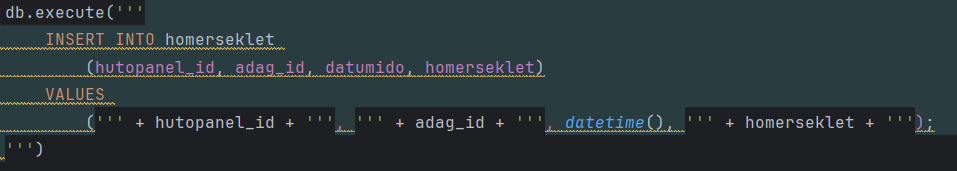 db.execute('''
INSERT INTO homerseklet
(hutopanel_id, adag_id, datumido, homerseklet)
VALUES
(''' + hutopanel_id + ''', ''' + adag_id + ''', datetime(), ''' + homerseklet + ''');
''')